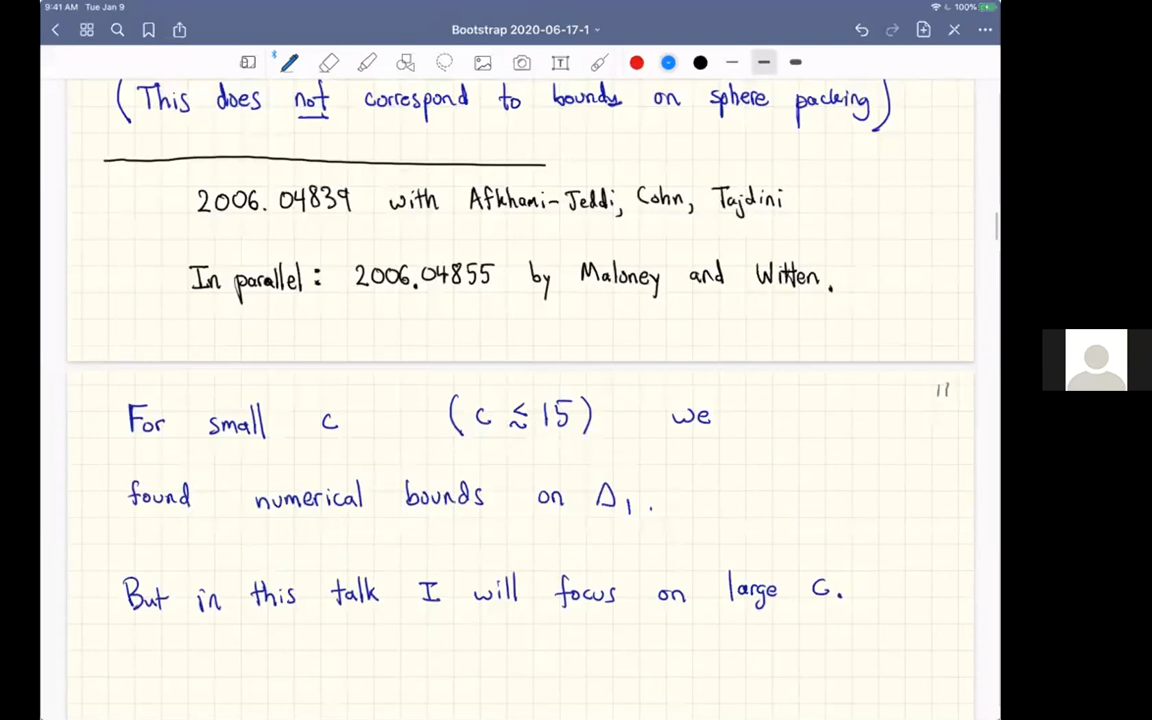 9:41 AM Tue Jan 9
100%
Bootstrap 2020-06-17-1
(This does not correspond to bounds on sphere packing)
2006.04839 with Afkhami-Jeddi, Cohn, Tajdini
In parallel: 2006.04855 by Maloney and Witten.
11
For small c (c ≲ 15) we
found numerical bounds on Δ₁.
But in this talk I will focus on large c.